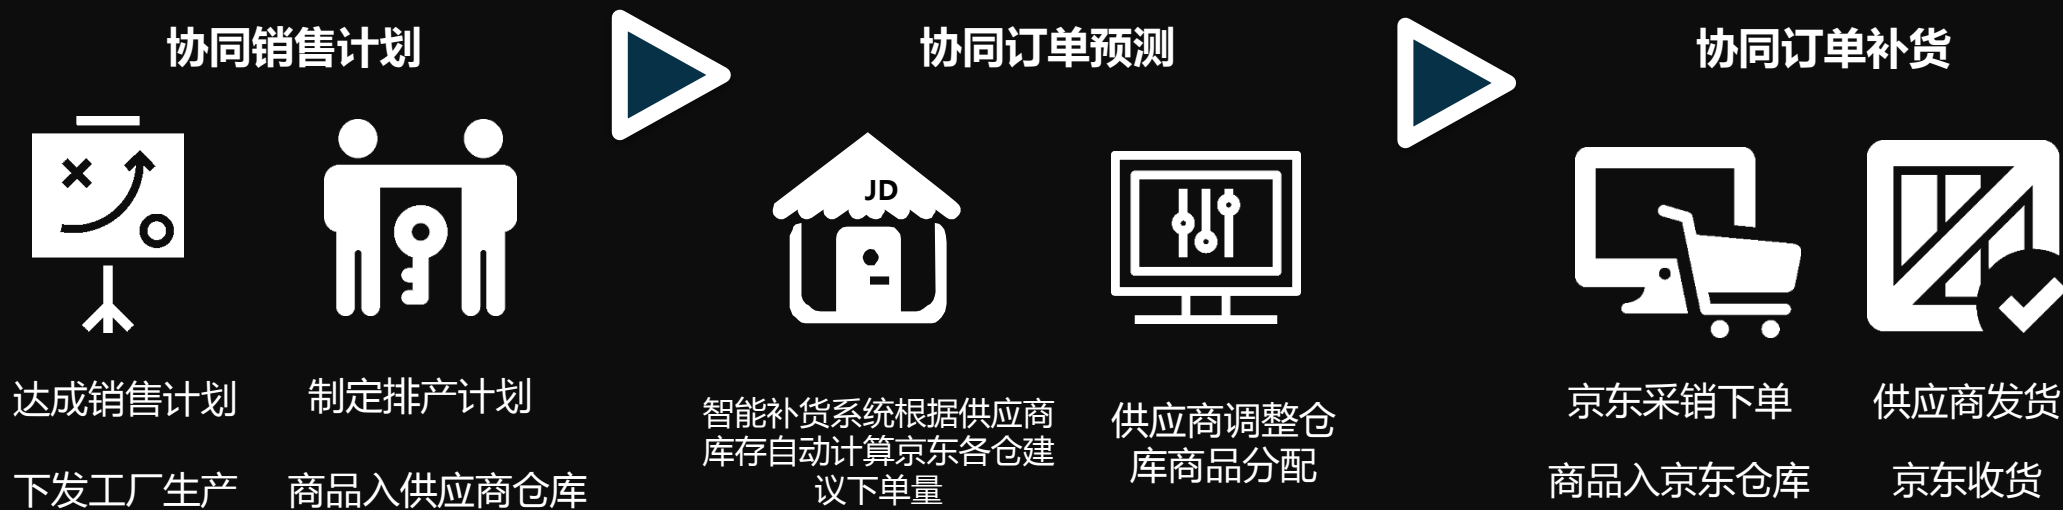 协同销售计划
协同订单预测
协同订单补货
JD
达成销售计划
制定排产计划
下发工厂生产
商品入供应商仓库
智能补货系统根据供应商
库存自动计算京东各仓建
议下单量
供应商调整仓
库商品分配
京东采销下单
供应商发货
商品入京东仓库
京东收货